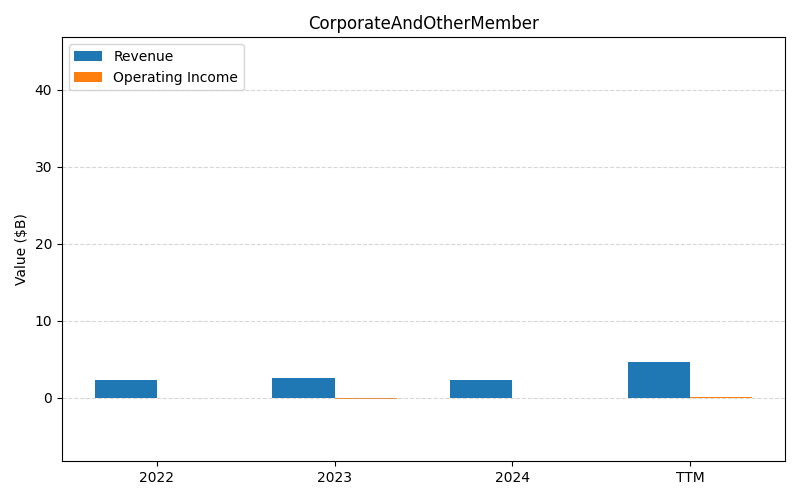 CorporateAndOtherMember
Revenue
Operating Income
Value ($B)
40
30
20
10
0
2022
2023
2024
TTM